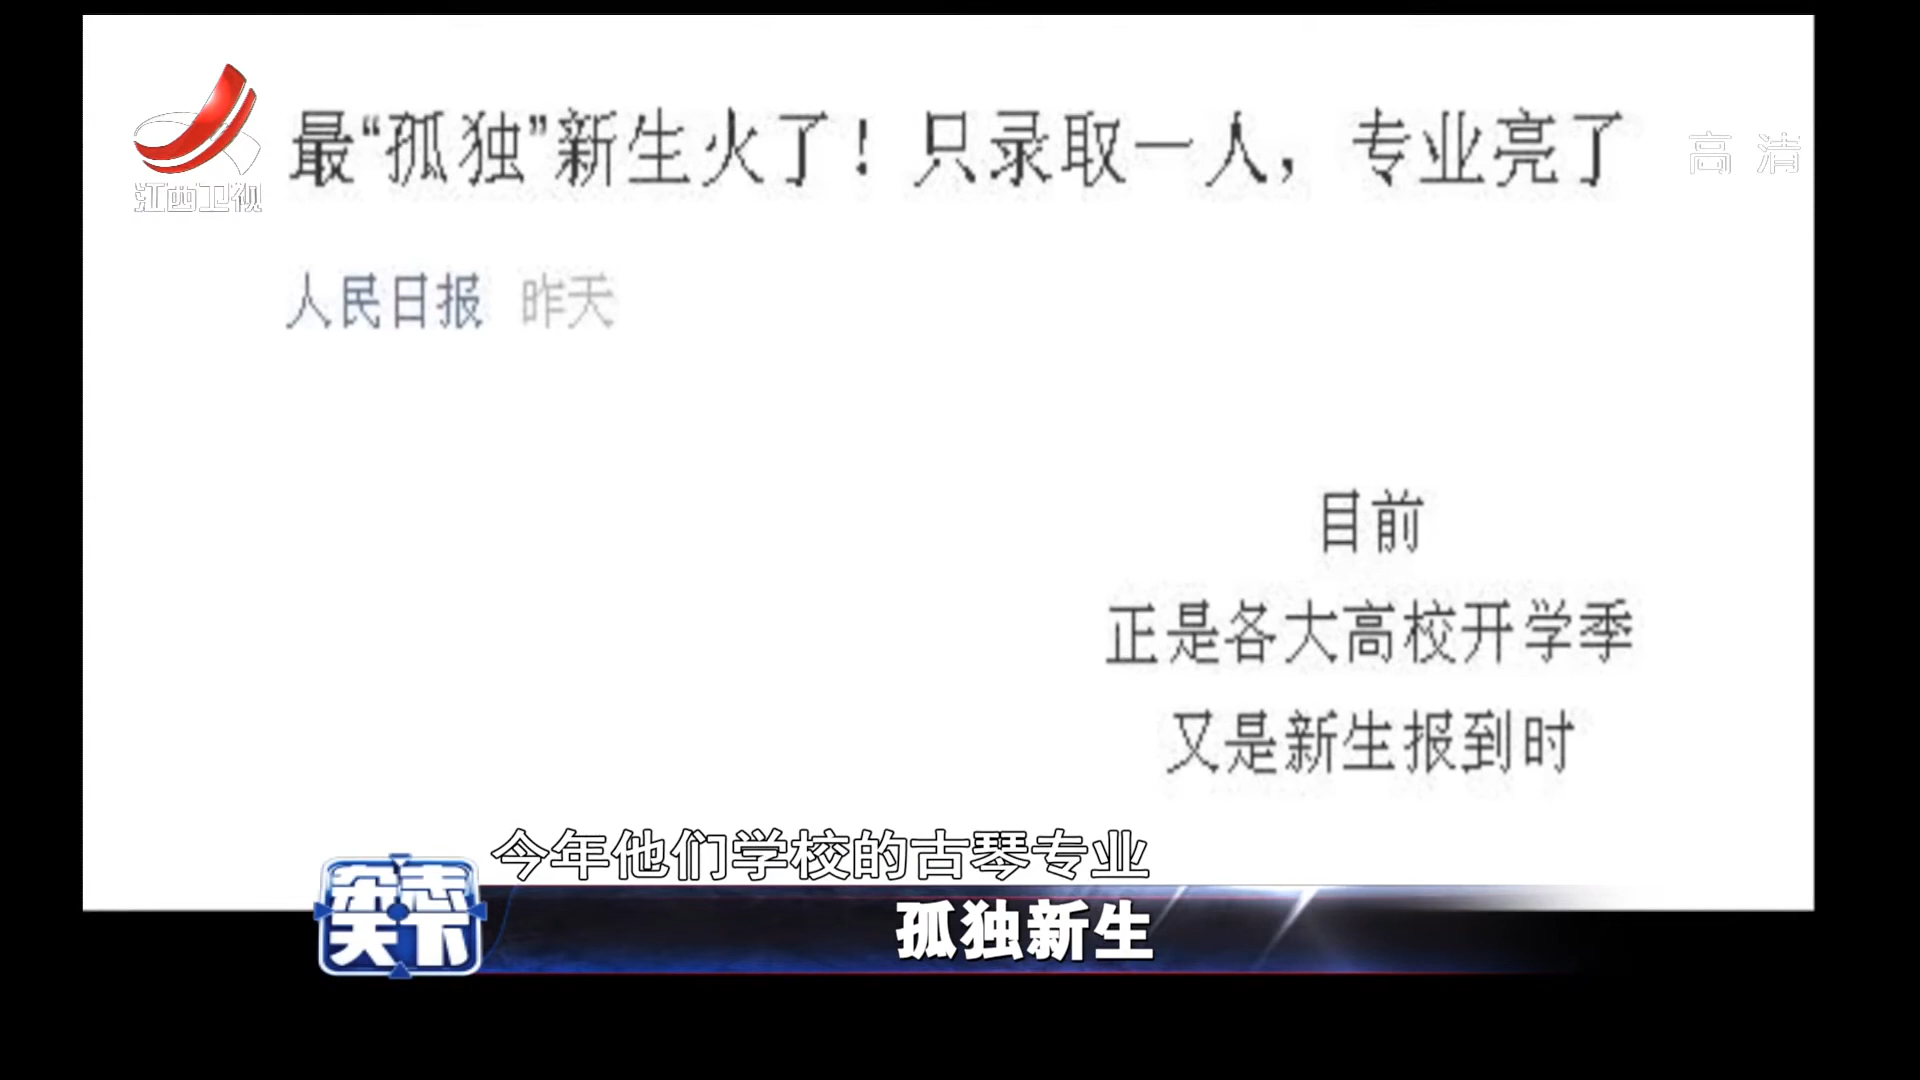 最“孤独”新生火了！只录取一人，专业亮了
高清
江西卫视
人民日报 昨天
目前
正是各大高校开学季
又是新生报到时
今年他们学校的古琴专业
杂志天下
孤独新生